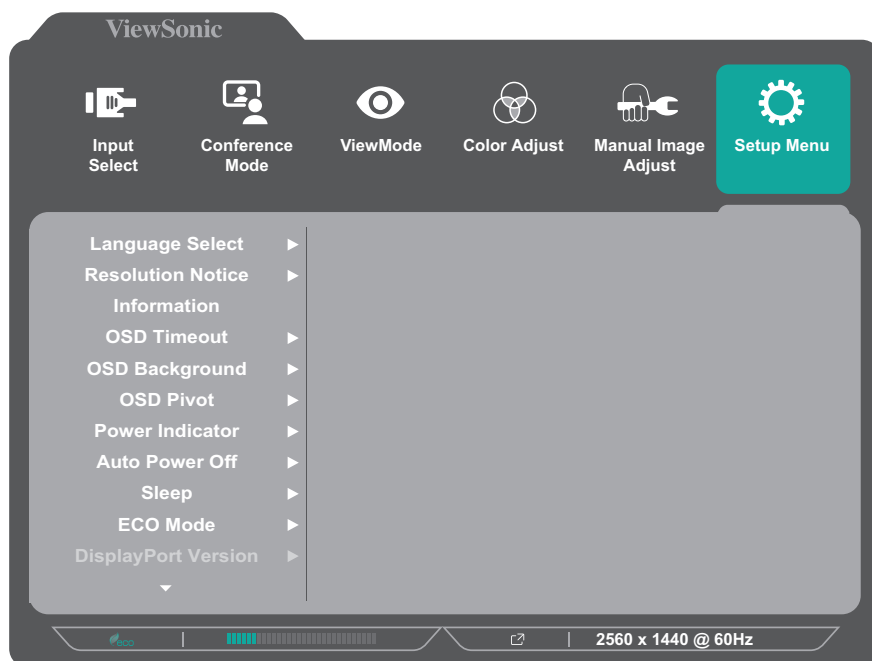 ViewSonic
Input
Select
Conference
Mode
ViewMode
Color Adjust
Manual Image
Adjust
Setup Menu
Language Select
Resolution Notice
Information
OSD Timeout
OSD Background
OSD Pivot
Power Indicator
Auto Power Off
Sleep
ECO Mode
DisplayPort Version
eco
2560 x 1440 @ 60Hz